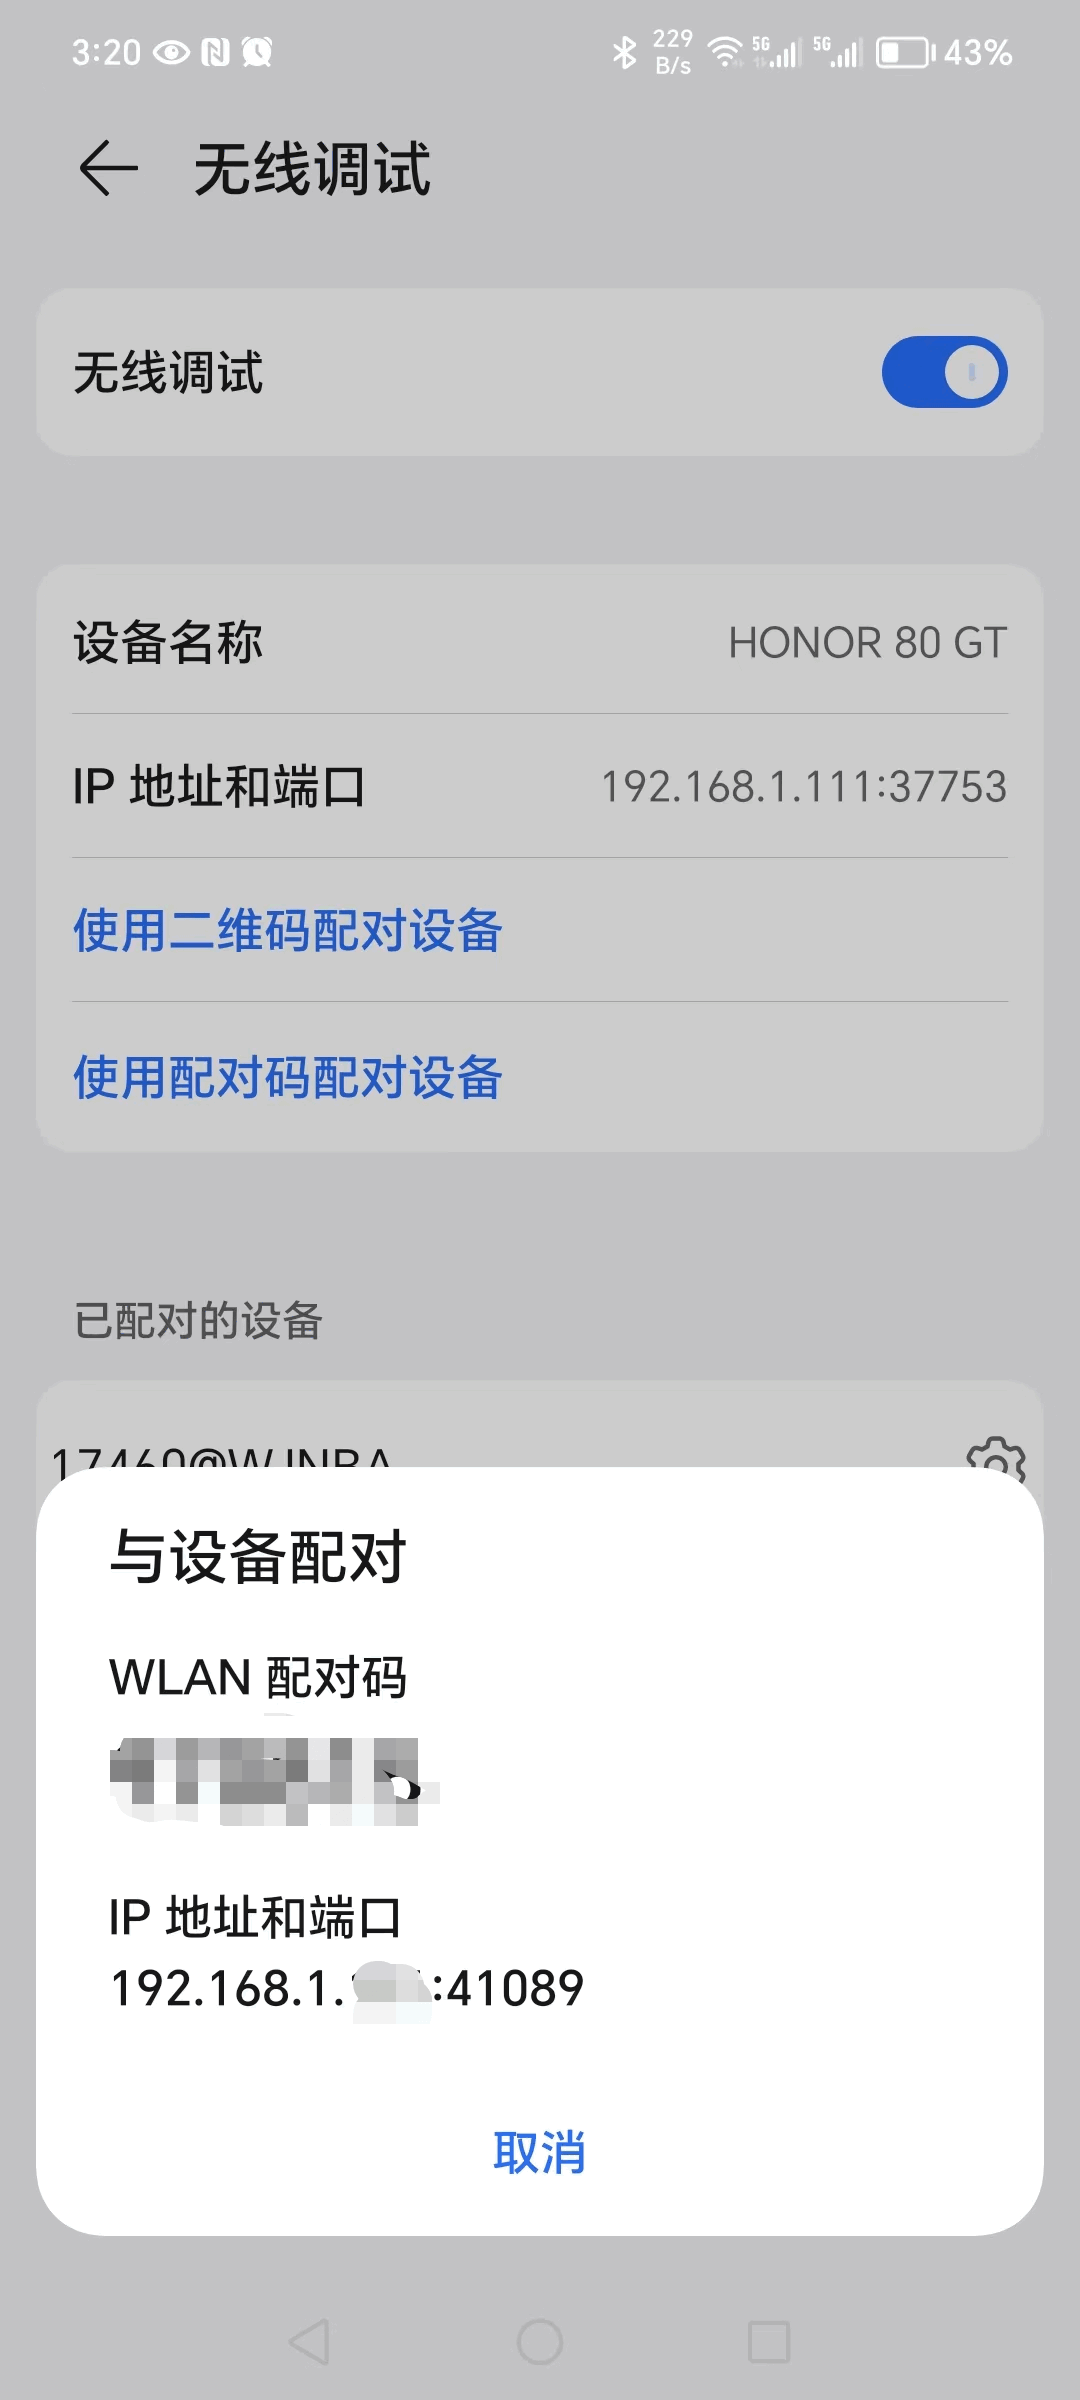 3:20
229 B/s
5G
5G
43%
无线调试
无线调试
设备名称
HONOR 80 GT
IP 地址和端口
192.168.1.111:37753
使用二维码配对设备
使用配对码配对设备
已配对的设备
与设备配对
WLAN 配对码
IP 地址和端口
192.168.1. :41089
取消